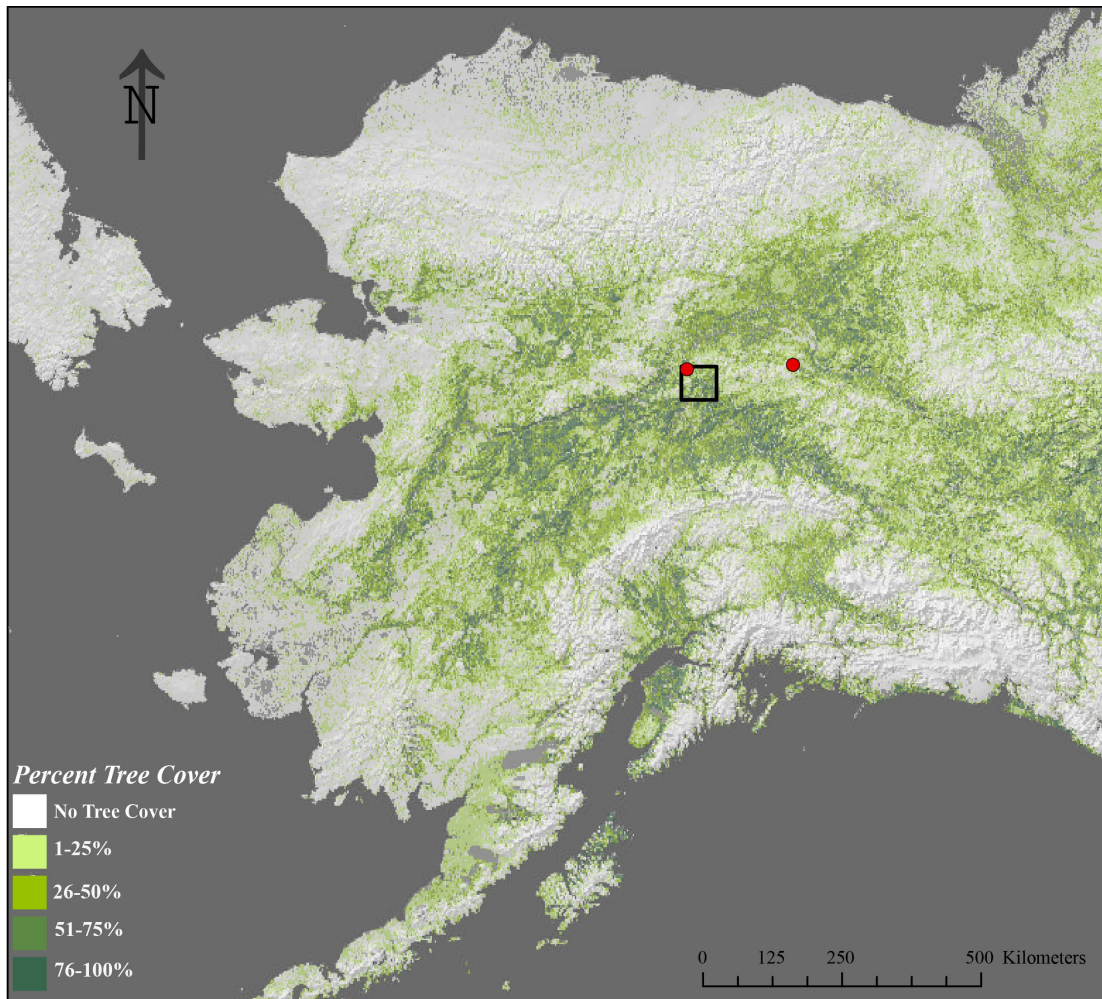 N
Percent Tree Cover
No Tree Cover
1-25%
26-50%
51-75%
76-100%
0 125 250 500 Kilometers